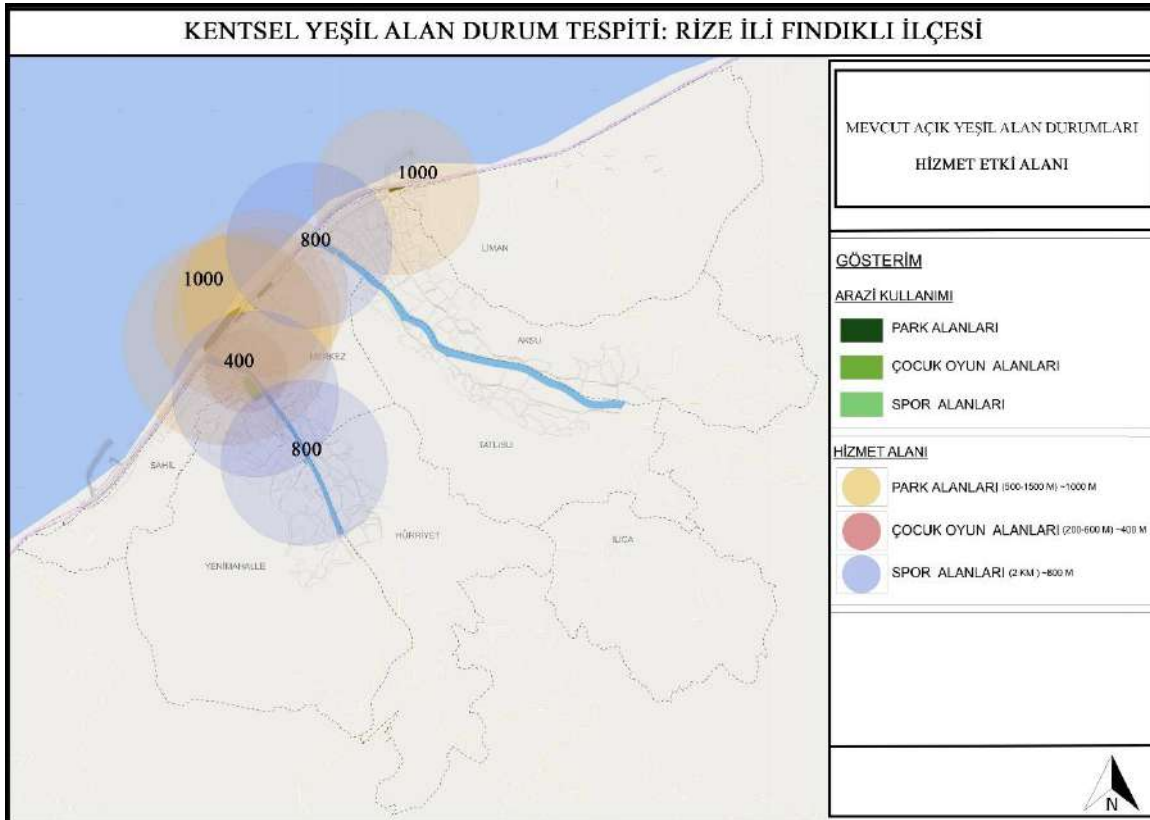 KENTSEL YEŞİL ALAN DURUM TESPİTİ: RİZE İLİ FINDIKLI İLÇESİ
MEVCUT AÇIK YEŞİL ALAN DURUMLARI
HİZMET ETKİ ALANI
GÖSTERİM
ARAZİ KULLANIMI
PARK ALANLARI
ÇOCUK OYUN ALANLARI
SPOR ALANLARI
HİZMET ALANI
PARK ALANLARI (500-1500 M) ~1000 M
ÇOCUK OYUN ALANLARI (200-600 M) ~400 M
SPOR ALANLARI (2 KM) ~800 M
N
1000
800
LİMAN
1000
AKSU
400
MERKEZ
TATLISU
800
SAHİL
HÜRRİYET
ILICA
YENİMAHALLE